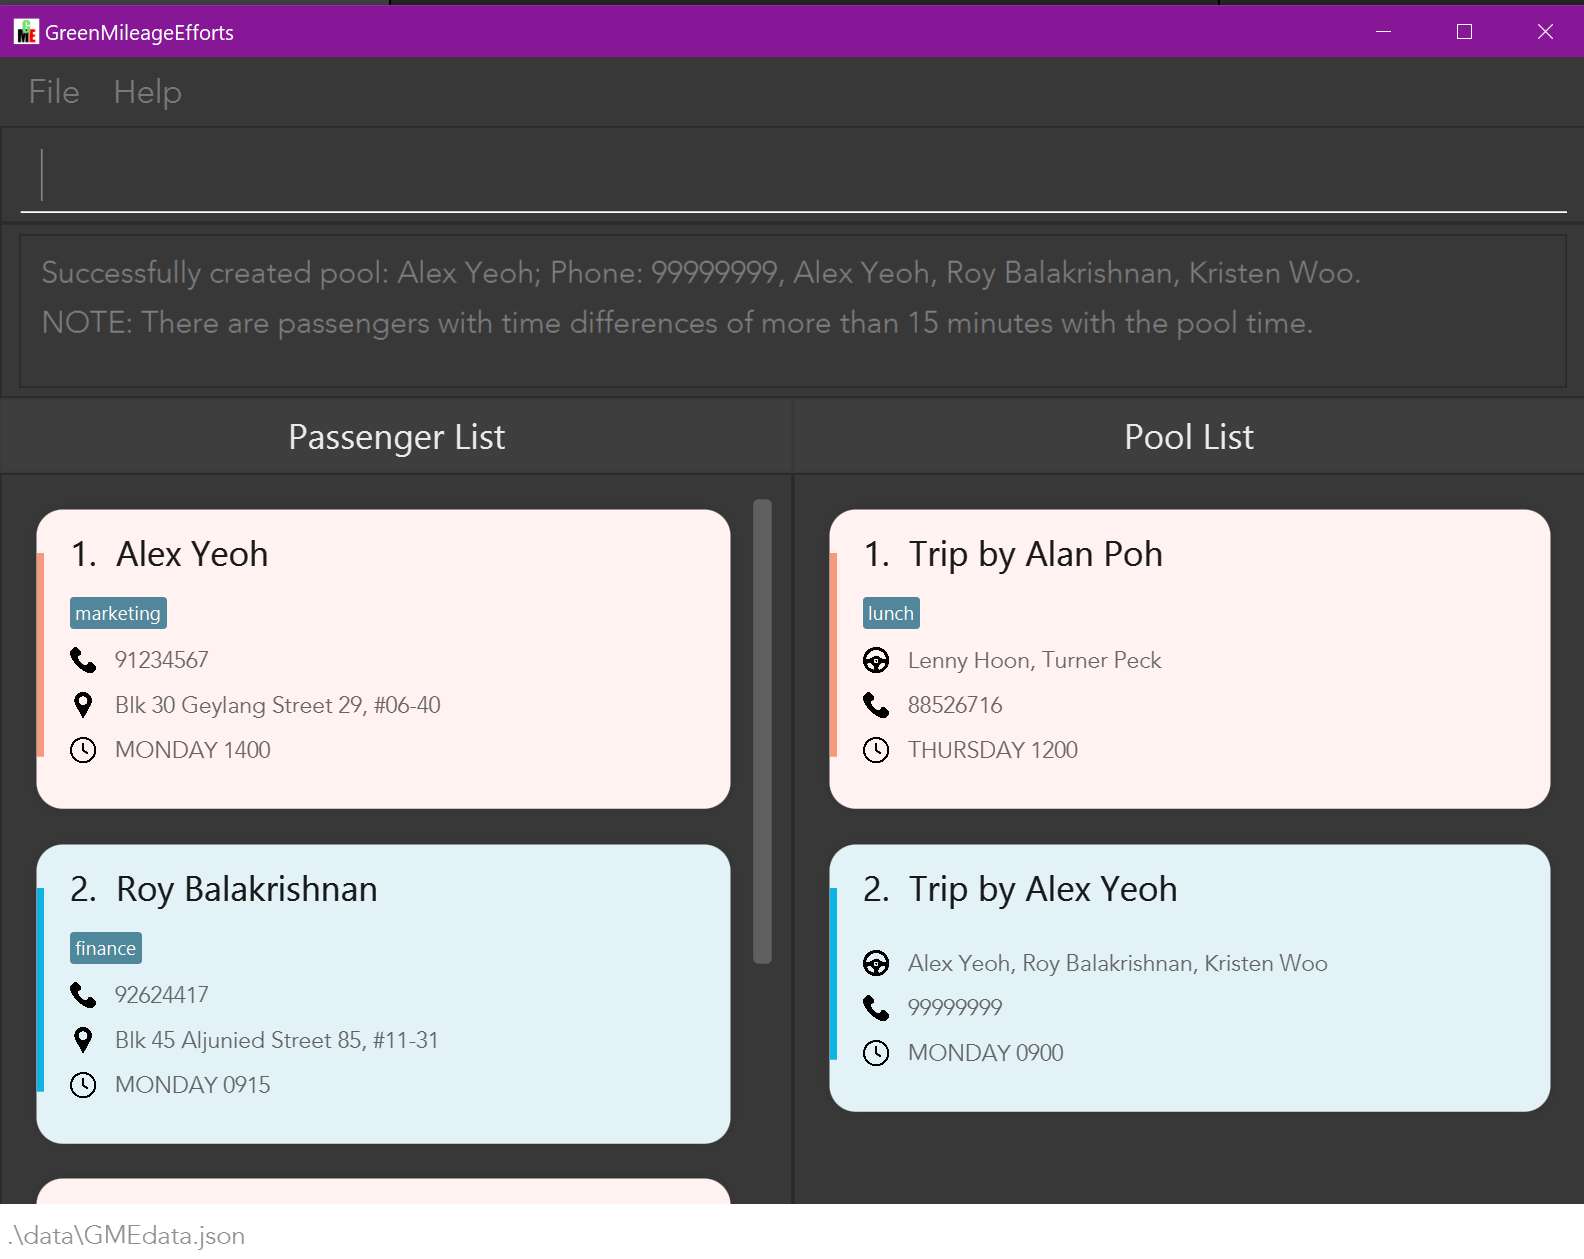 GreenMileageEfforts
File Help
Successfully created pool: Alex Yeoh; Phone: 99999999, Alex Yeoh, Roy Balakrishnan, Kristen Woo.
NOTE: There are passengers with time differences of more than 15 minutes with the pool time.
Passenger List
1. Alex Yeoh
marketing
91234567
Blk 30 Geylang Street 29, #06-40
MONDAY 1400
2. Roy Balakrishnan
finance
92624417
Blk 45 Aljunied Street 85, #11-31
MONDAY 0915
Pool List
1. Trip by Alan Poh
lunch
Lenny Hoon, Turner Peck
88526716
THURSDAY 1200
2. Trip by Alex Yeoh
Alex Yeoh, Roy Balakrishnan, Kristen Woo
99999999
MONDAY 0900
.\data\GMEdata.json